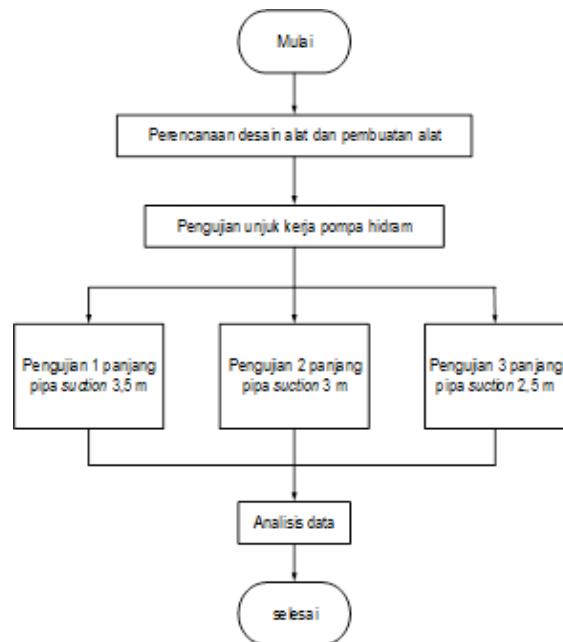 Mulai
Perencanaan desain alat dan pembuatan alat
Pengujian unjuk kerja pompa hidram
Pengujian 1 panjang
pipa suction 3,5 m
Pengujian 2 panjang
pipa suction 3 m
Pengujian 3 panjang
pipa suction 2,5 m
Analisis data
selesai